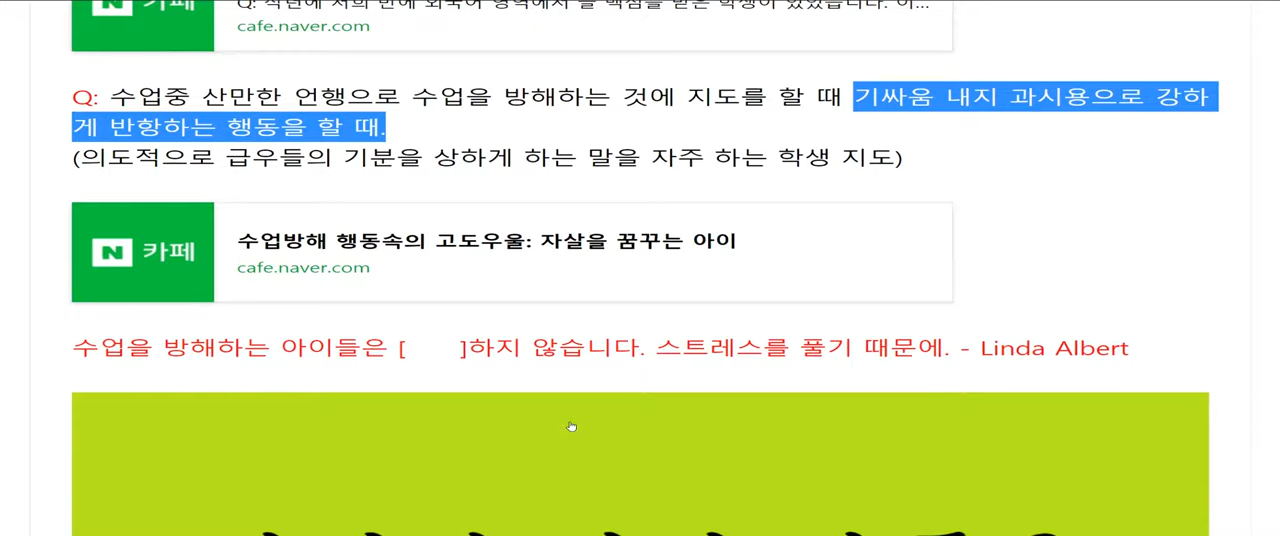 카페
cafe.naver.com
Q: 수업중 산만한 언행으로 수업을 방해하는 것에 지도를 할 때 기싸움 내지 과시용으로 강하
게 반항하는 행동을 할 때.
(의도적으로 급우들의 기분을 상하게 하는 말을 자주 하는 학생 지도)
N 카페
수업방해 행동속의 고도우울: 자살을 꿈꾸는 아이
cafe.naver.com
수업을 방해하는 아이들은 [ ]하지 않습니다. 스트레스를 풀기 때문에. - Linda Albert